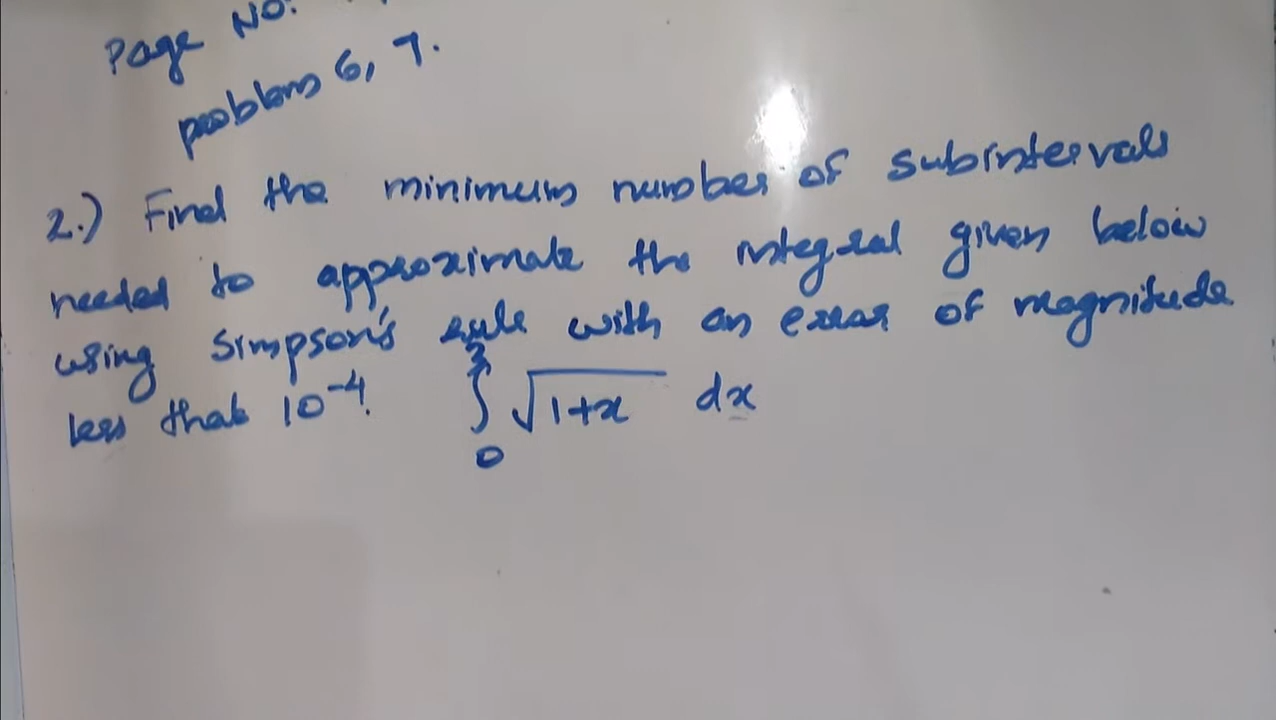 Page No:
problems 6, 7.
2.) Find the minimum number of subintervals
needed to approximate the integral given below
using Simpson's rule with an error of magnitude
less that 10⁻⁴. ∫₀³ √(1+x) dx